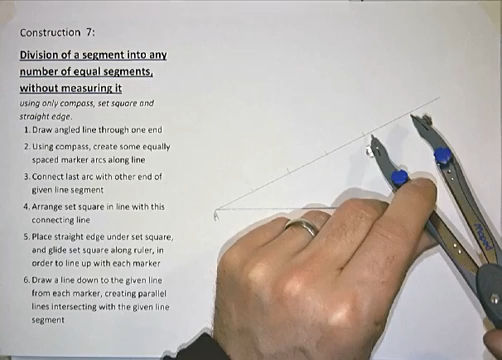 Construction 7:
Division of a segment into any
number of equal segments,
without measuring it
using only compass, set square and
straight edge.
1. Draw angled line through one end
2. Using compass, create some equally
spaced marker arcs along line
3. Connect last arc with other end of
given line segment
4. Arrange set square in line with this
connecting line
5. Place straight edge under set square,
and glide set square along ruler, in
order to line up with each marker
6. Draw a line down to the given line
from each marker, creating parallel
lines intersecting with the given line
segment
A